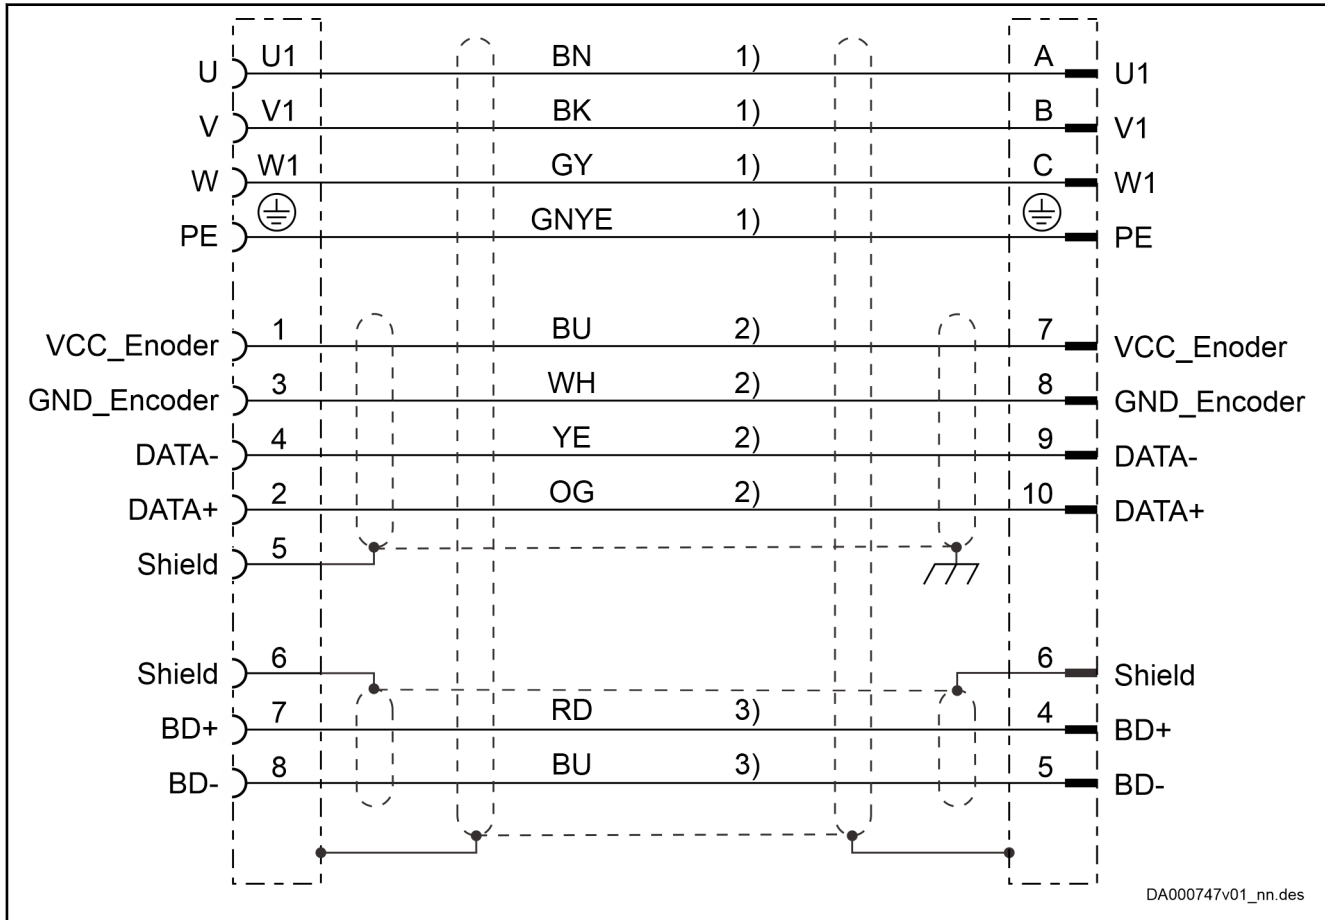 U U1 BN 1) A U1
V V1 BK 1) B V1
W W1 GY 1) C W1
PE GNYE 1) PE
VCC_Enoder 1 BU 2) 7 VCC_Enoder
GND_Encoder 3 WH 2) 8 GND_Encoder
DATA- 4 YE 2) 9 DATA-
DATA+ 2 OG 2) 10 DATA+
Shield 5
Shield 6 6 Shield
BD+ 7 RD 3) 4 BD+
BD- 8 BU 3) 5 BD-
DA000747v01_nn.des